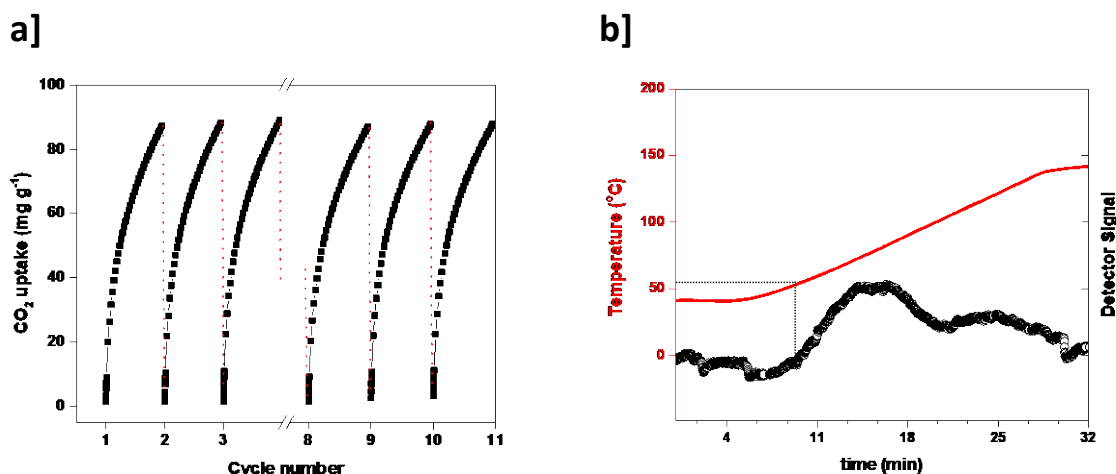 a]
100
80
60
40
20
0
CO2 uptake (mg g-1)
1 2 3 8 9 10 11
Cycle number
b]
200
150
100
50
0
Temperature (°C)
Detector Signal
4 11 18 25 32
time (min)